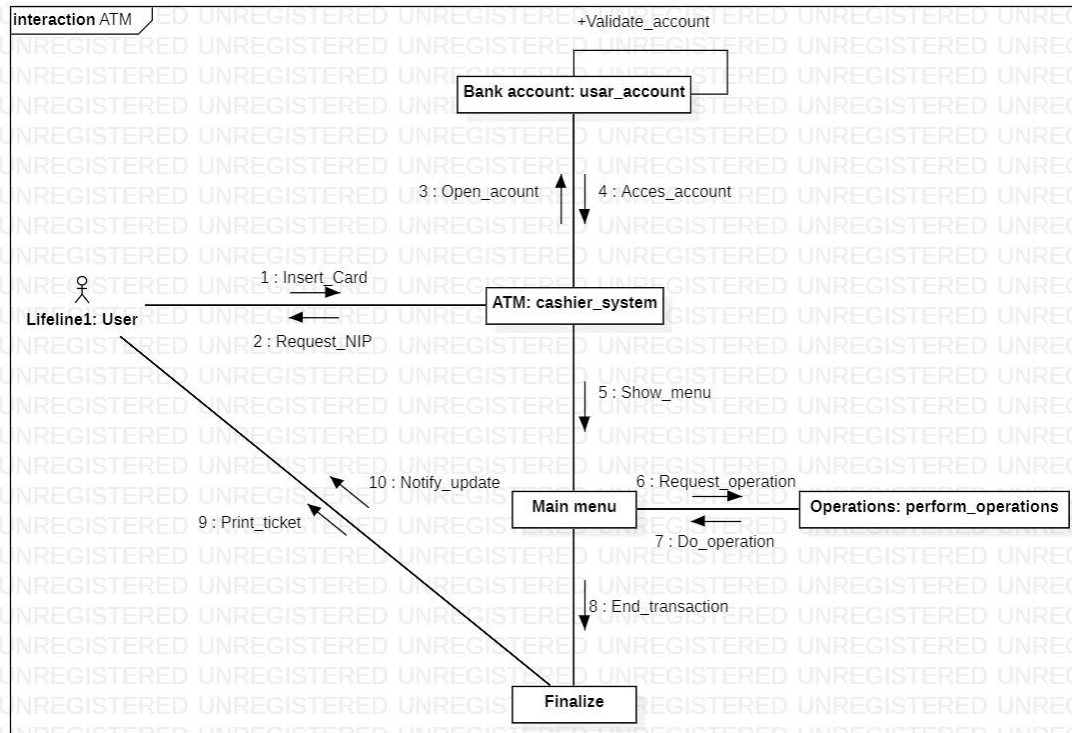 interaction ATM
+Validate_account
Bank account: usar_account
3 : Open_acount
4 : Acces_account
1 : Insert_Card
ATM: cashier_system
Lifeline1: User
2 : Request_NIP
5 : Show_menu
10 : Notify_update
6 : Request_operation
9 : Print_ticket
Main menu
Operations: perform_operations
7 : Do_operation
8 : End_transaction
Finalize
UNREGISTERED